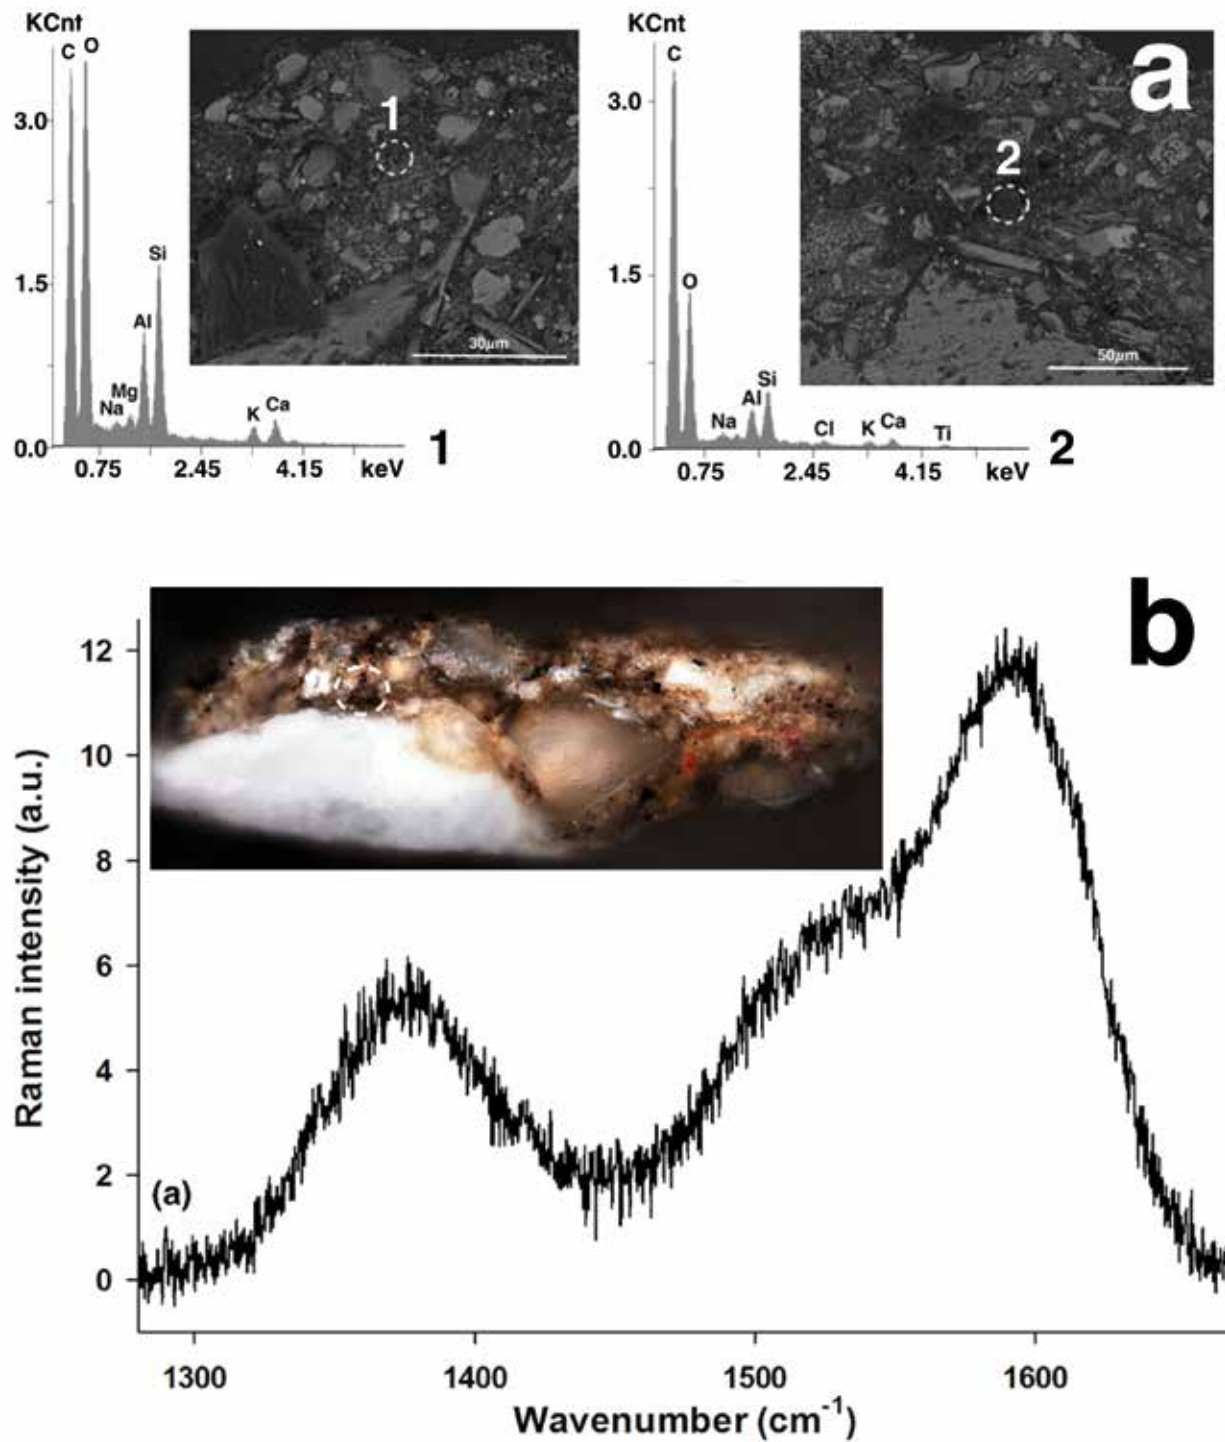 KCnt
C O
3.0
Si
1.5
Al
Mg
Na
K Ca
0.0
0.75 2.45 4.15 keV
1
1
30µm
KCnt
C
3.0
O
1.5
Si
Al
Na
Cl K Ca Ti
0.0
0.75 2.45 4.15 keV
2
2
50µm
a
b
12
10
8
6
4
2
0
Raman intensity (a.u.)
(a)
1300 1400 1500 1600
Wavenumber (cm⁻¹)